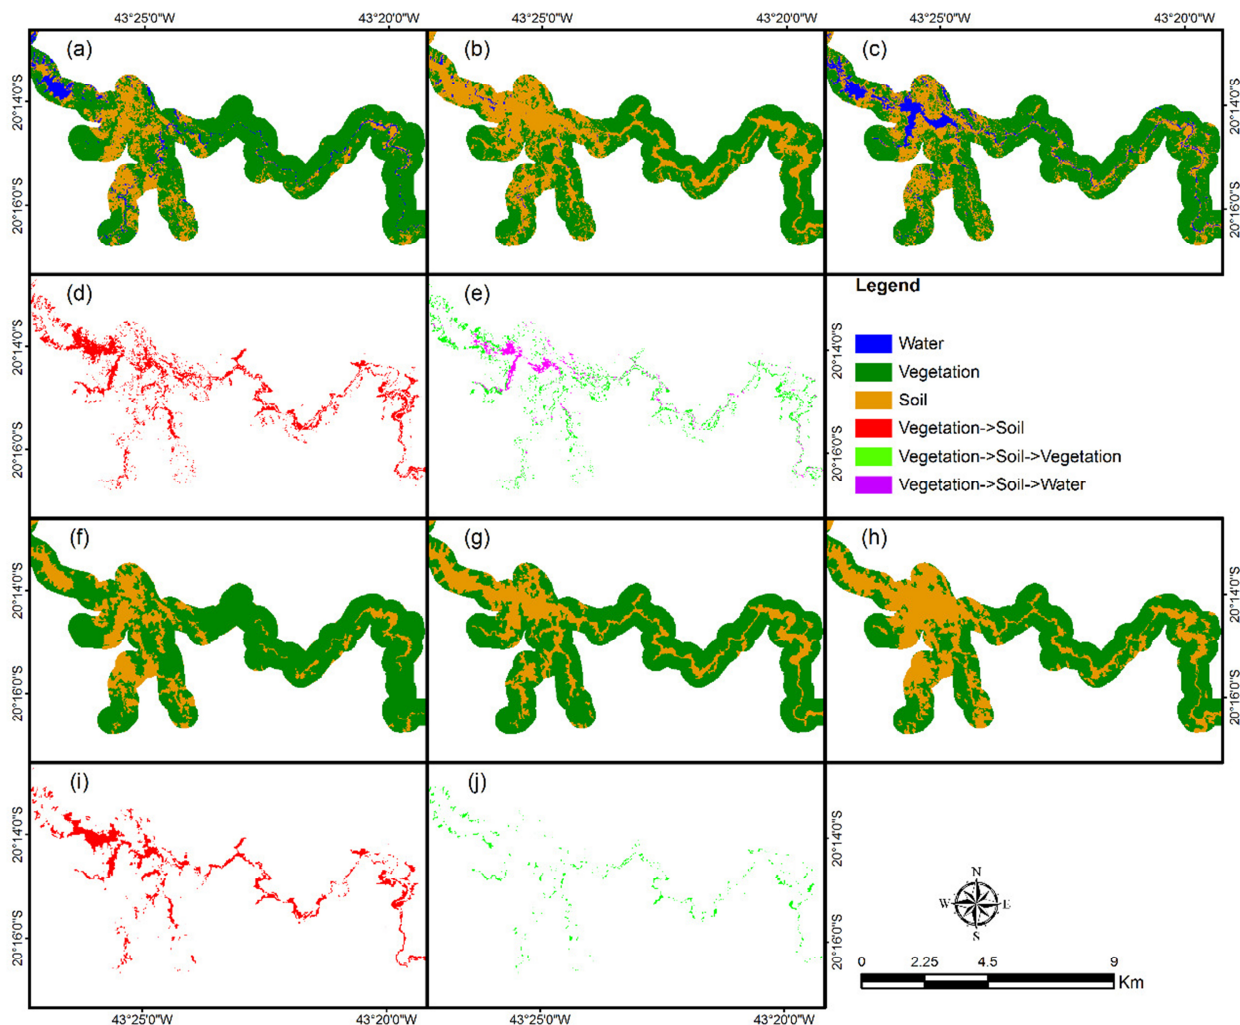 43°25'0"W 43°20'0"W 43°25'0"W 43°20'0"W 43°25'0"W 43°20'0"W
(a) (b) (c)
20°14'0"S 20°14'0"S
20°16'0"S 20°16'0"S
(d) (e) Legend
Water
20°14'0"S 20°14'0"S
Vegetation
Soil
Vegetation->Soil
20°16'0"S 20°16'0"S
Vegetation->Soil->Vegetation
Vegetation->Soil->Water
(f) (g) (h)
20°14'0"S 20°14'0"S
20°16'0"S 20°16'0"S
(i) (j)
20°14'0"S 20°14'0"S
N
W E
S
20°16'0"S 20°16'0"S
0 2.25 4.5 9
Km
43°25'0"W 43°20'0"W 43°25'0"W 43°20'0"W